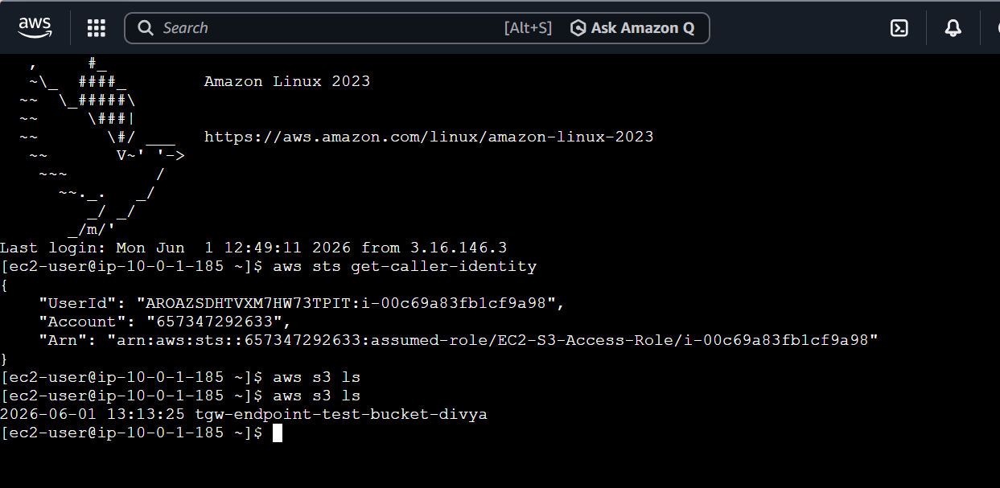 aws
Search [Alt+S] Ask Amazon Q
   ,     #_
   ~\_  ####_        Amazon Linux 2023
  ~~  \_#####\
  ~~     \###|
  ~~       \#/ ___   https://aws.amazon.com/linux/amazon-linux-2023
   ~~       V~' '->
    ~~~         /
      ~~._.   _/
         _/ _/
       _/m/'
Last login: Mon Jun  1 12:49:11 2026 from 3.16.146.3
[ec2-user@ip-10-0-1-185 ~]$ aws sts get-caller-identity
{
    "UserId": "AROAZSDHTVXM7HW73TPIT:i-00c69a83fb1cf9a98",
    "Account": "657347292633",
    "Arn": "arn:aws:sts::657347292633:assumed-role/EC2-S3-Access-Role/i-00c69a83fb1cf9a98"
}
[ec2-user@ip-10-0-1-185 ~]$ aws s3 ls
[ec2-user@ip-10-0-1-185 ~]$ aws s3 ls
2026-06-01 13:13:25 tgw-endpoint-test-bucket-divya
[ec2-user@ip-10-0-1-185 ~]$